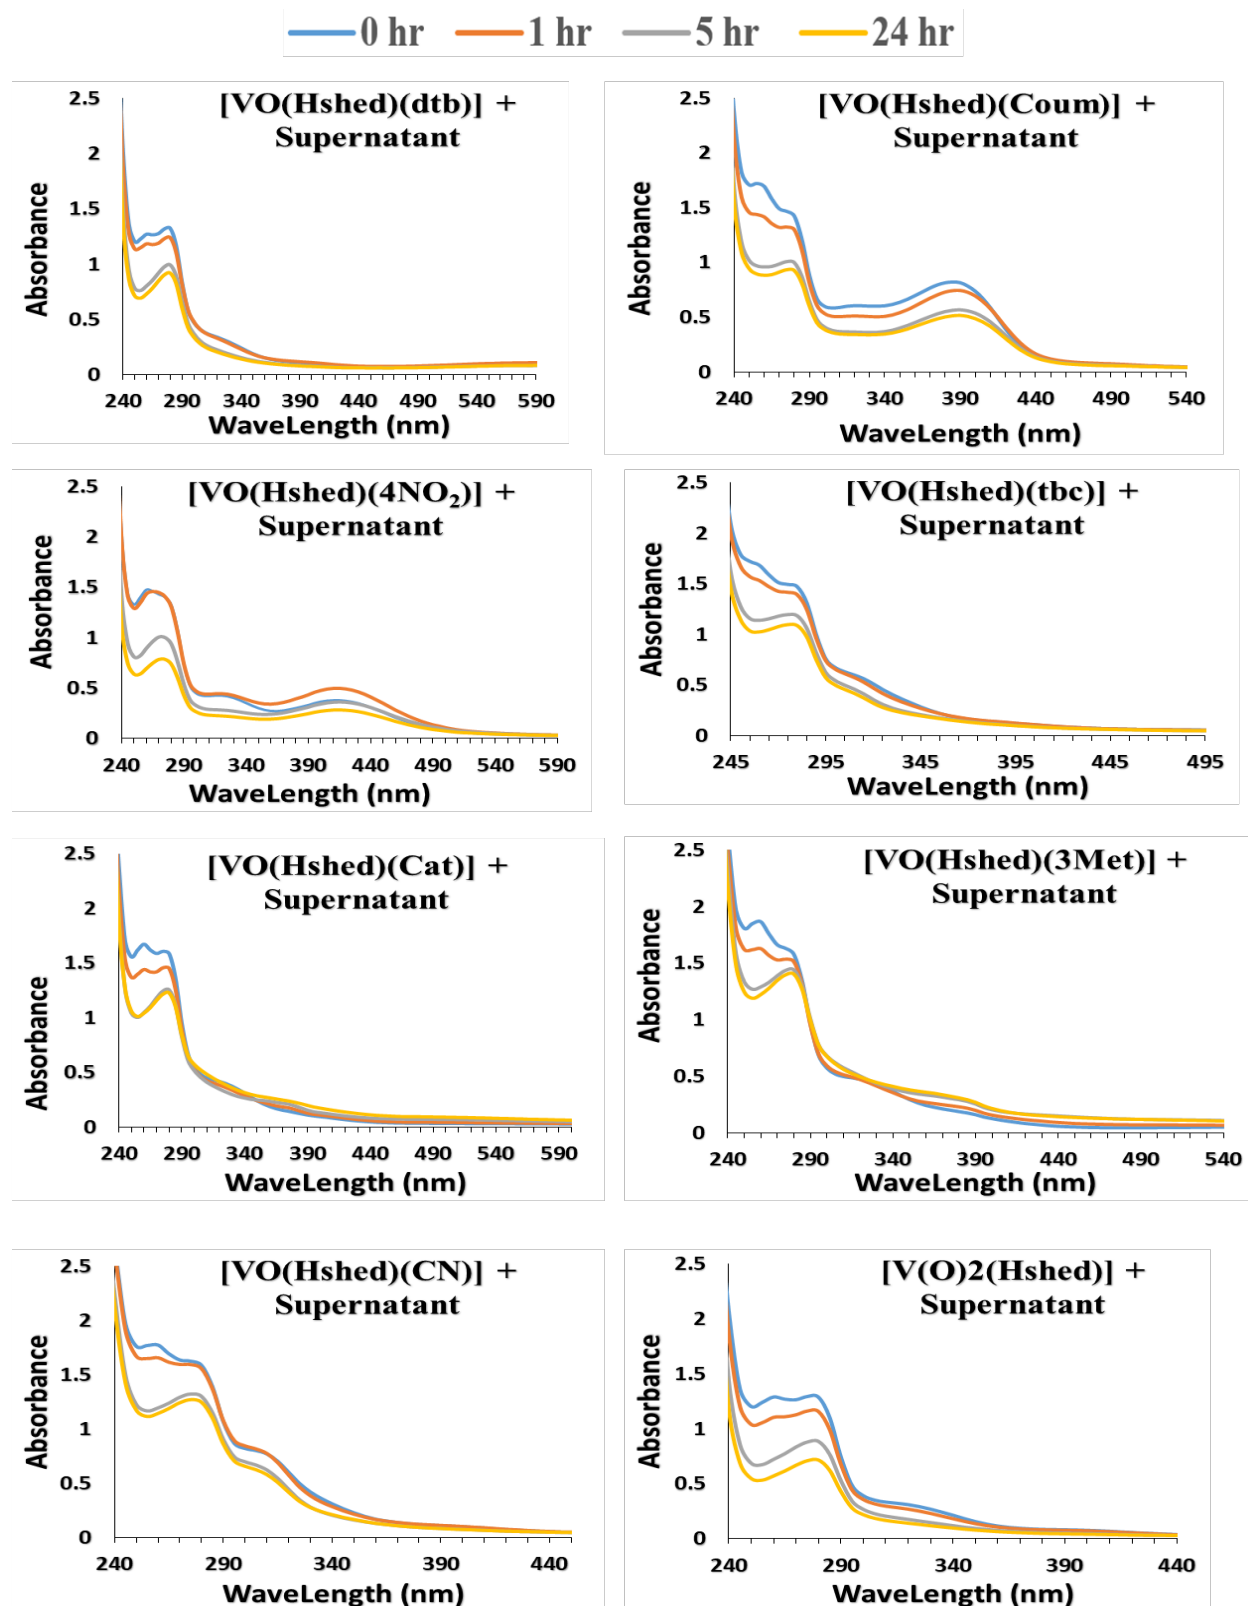 0 hr 1 hr 5 hr 24 hr
[VO(Hshed)(dtb)] +
Supernatant
Absorbance
2.5
2
1.5
1
0.5
0
240 290 340 390 440 490 540 590
WaveLength (nm)
[VO(Hshed)(Coum)] +
Supernatant
Absorbance
2.5
2
1.5
1
0.5
0
240 290 340 390 440 490 540
WaveLength (nm)
[VO(Hshed)(4NO₂)] +
Supernatant
Absorbance
2.5
2
1.5
1
0.5
0
240 290 340 390 440 490 540 590
WaveLength (nm)
[VO(Hshed)(tbc)] +
Supernatant
Absorbance
2.5
2
1.5
1
0.5
0
245 295 345 395 445 495
WaveLength (nm)
[VO(Hshed)(Cat)] +
Supernatant
Absorbance
2.5
2
1.5
1
0.5
0
240 290 340 390 440 490 540 590
WaveLength (nm)
[VO(Hshed)(3Met)] +
Supernatant
Absorbance
2.5
2
1.5
1
0.5
0
240 290 340 390 440 490 540
WaveLength (nm)
[VO(Hshed)(CN)] +
Supernatant
Absorbance
2.5
2
1.5
1
0.5
0
240 290 340 390 440
WaveLength (nm)
[V(O)2(Hshed)] +
Supernatant
Absorbance
2.5
2
1.5
1
0.5
0
240 290 340 390 440
WaveLength (nm)